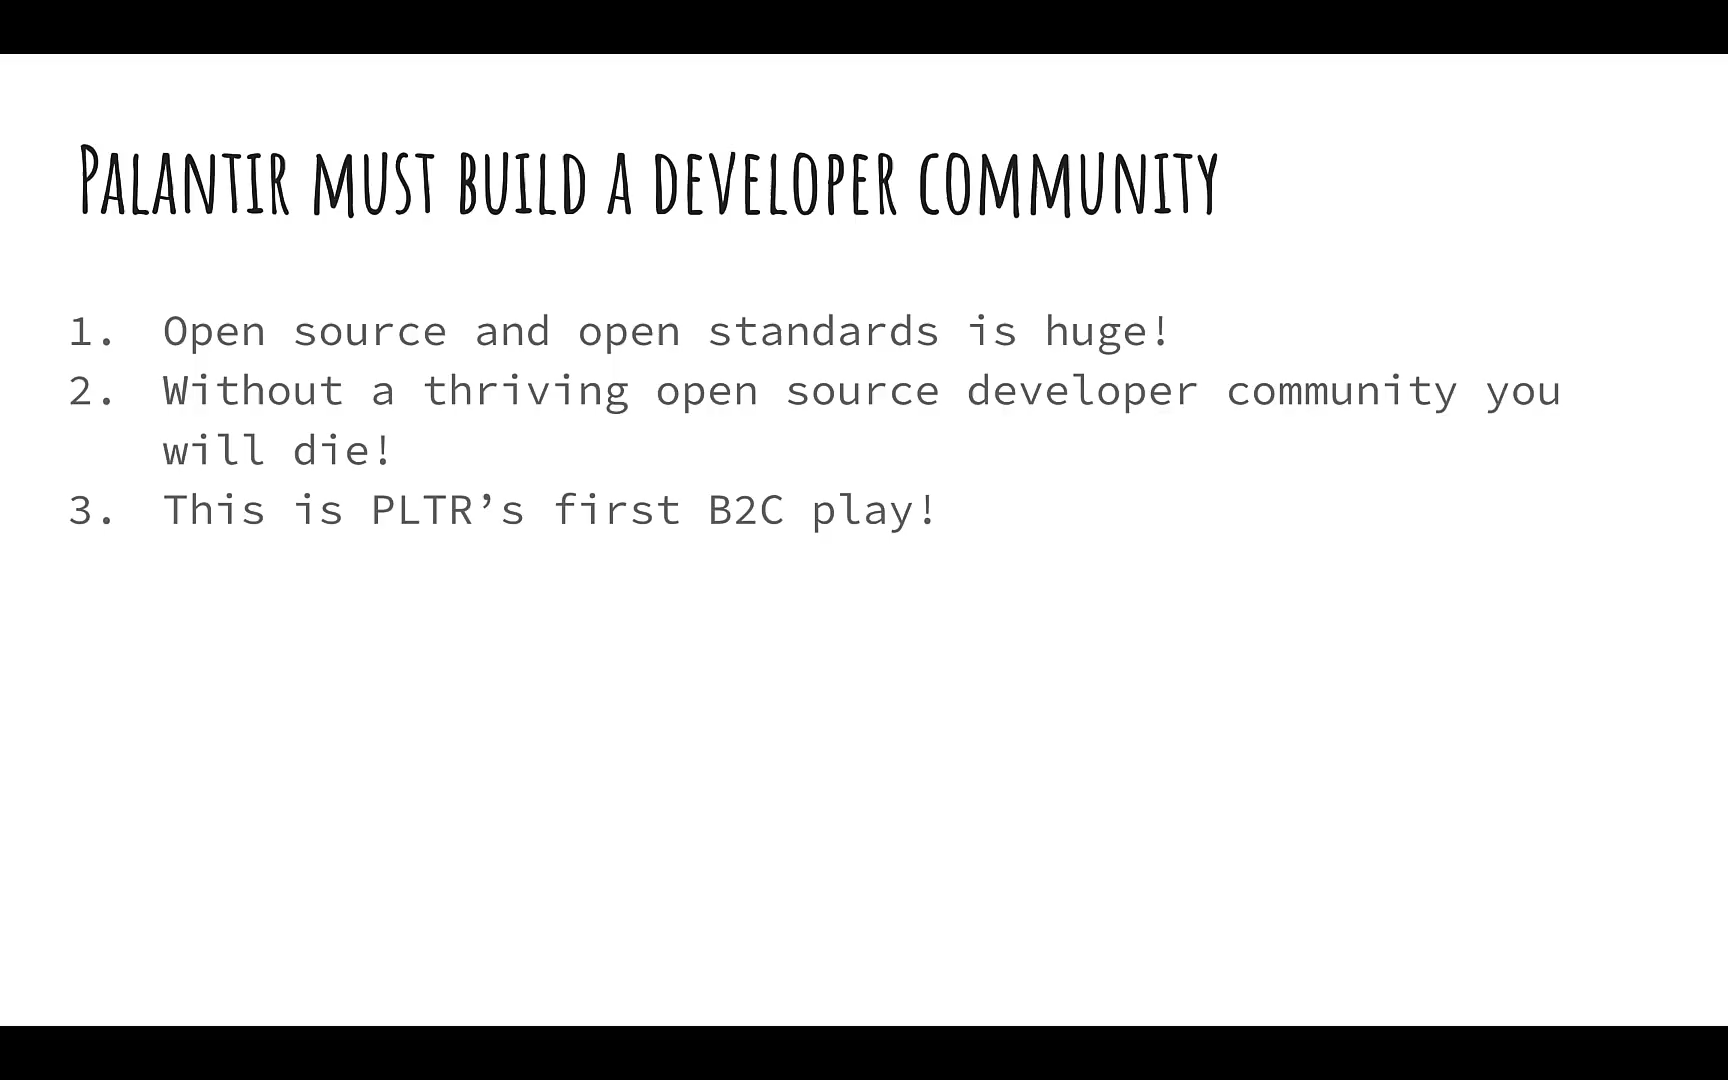 PALANTIR MUST BUILD A DEVELOPER COMMUNITY
1. Open source and open standards is huge!
2. Without a thriving open source developer community you
will die!
3. This is PLTR’s first B2C play!